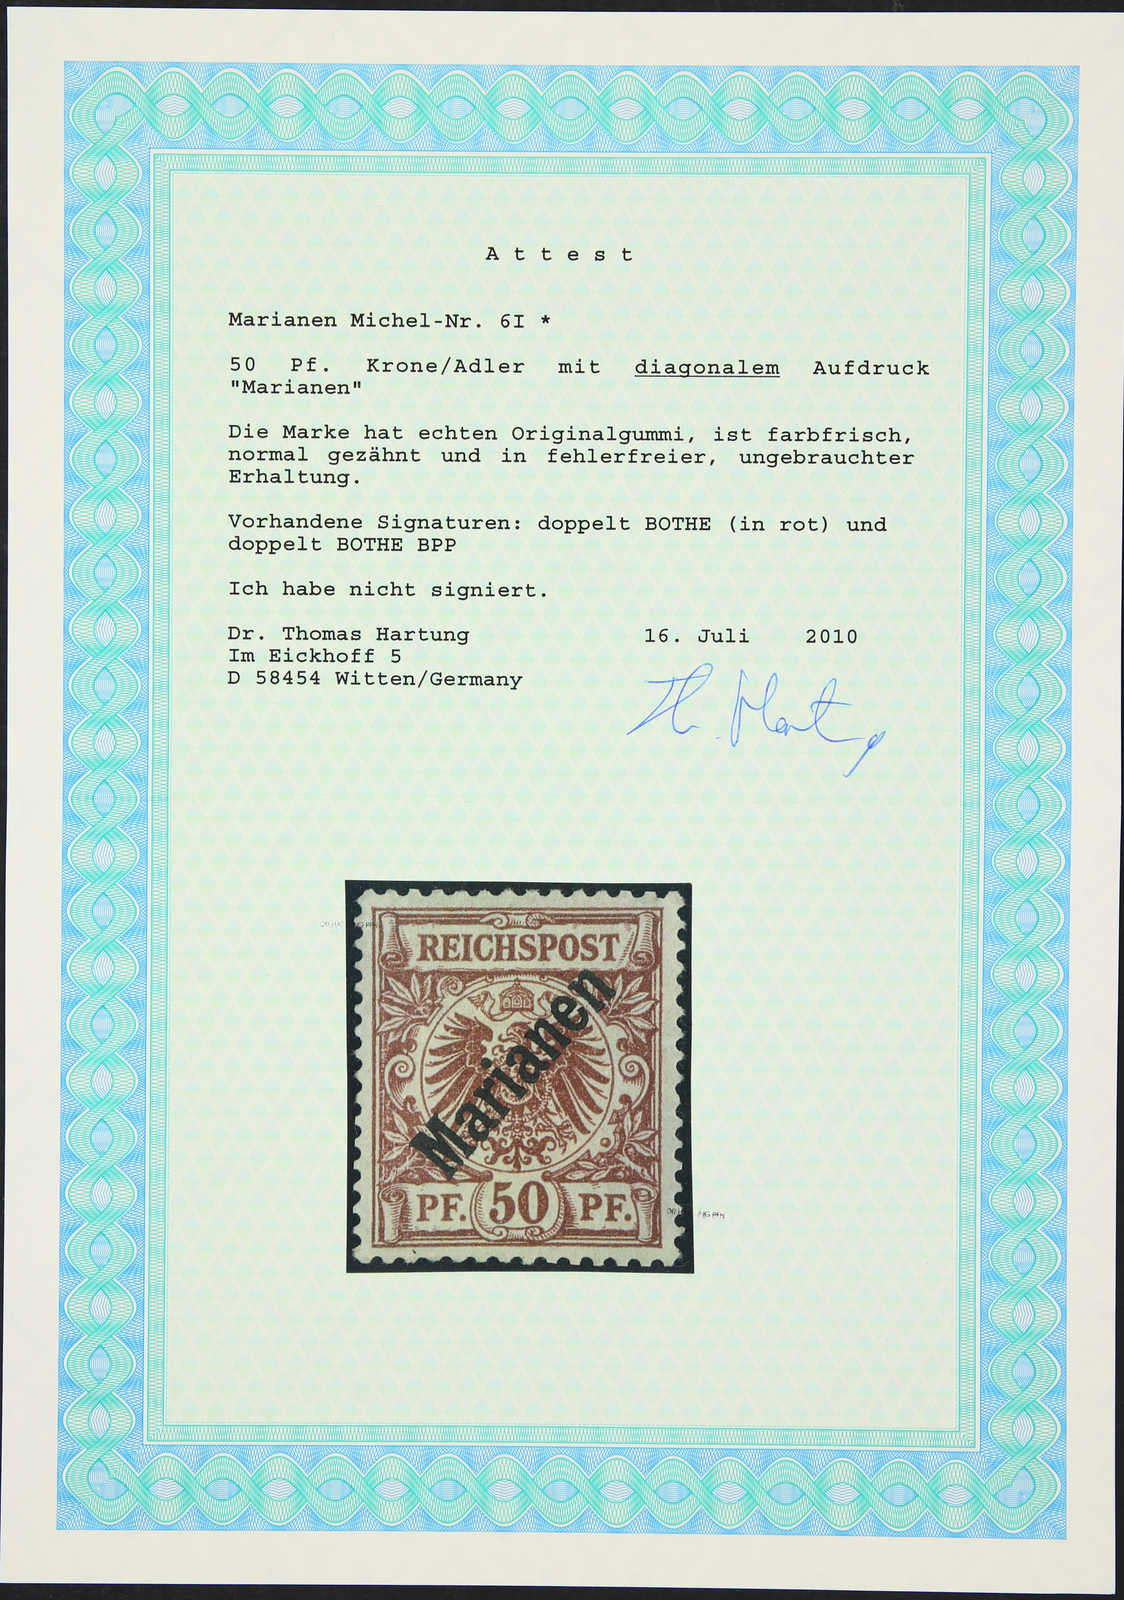 Attest
Marianen Michel-Nr. 6I *
50 Pf. Krone/Adler mit diagonalem Aufdruck
"Marianen"
Die Marke hat echten Originalgummi, ist farbfrisch,
normal gezähnt und in fehlerfreier, ungebrauchter
Erhaltung.
Vorhandene Signaturen: doppelt BOTHE (in rot) und
doppelt BOTHE BPP
Ich habe nicht signiert.
Dr. Thomas Hartung 16. Juli 2010
Im Eickhoff 5
D 58454 Witten/Germany
REICHSPOST
Marianen
PF. 50 PF.